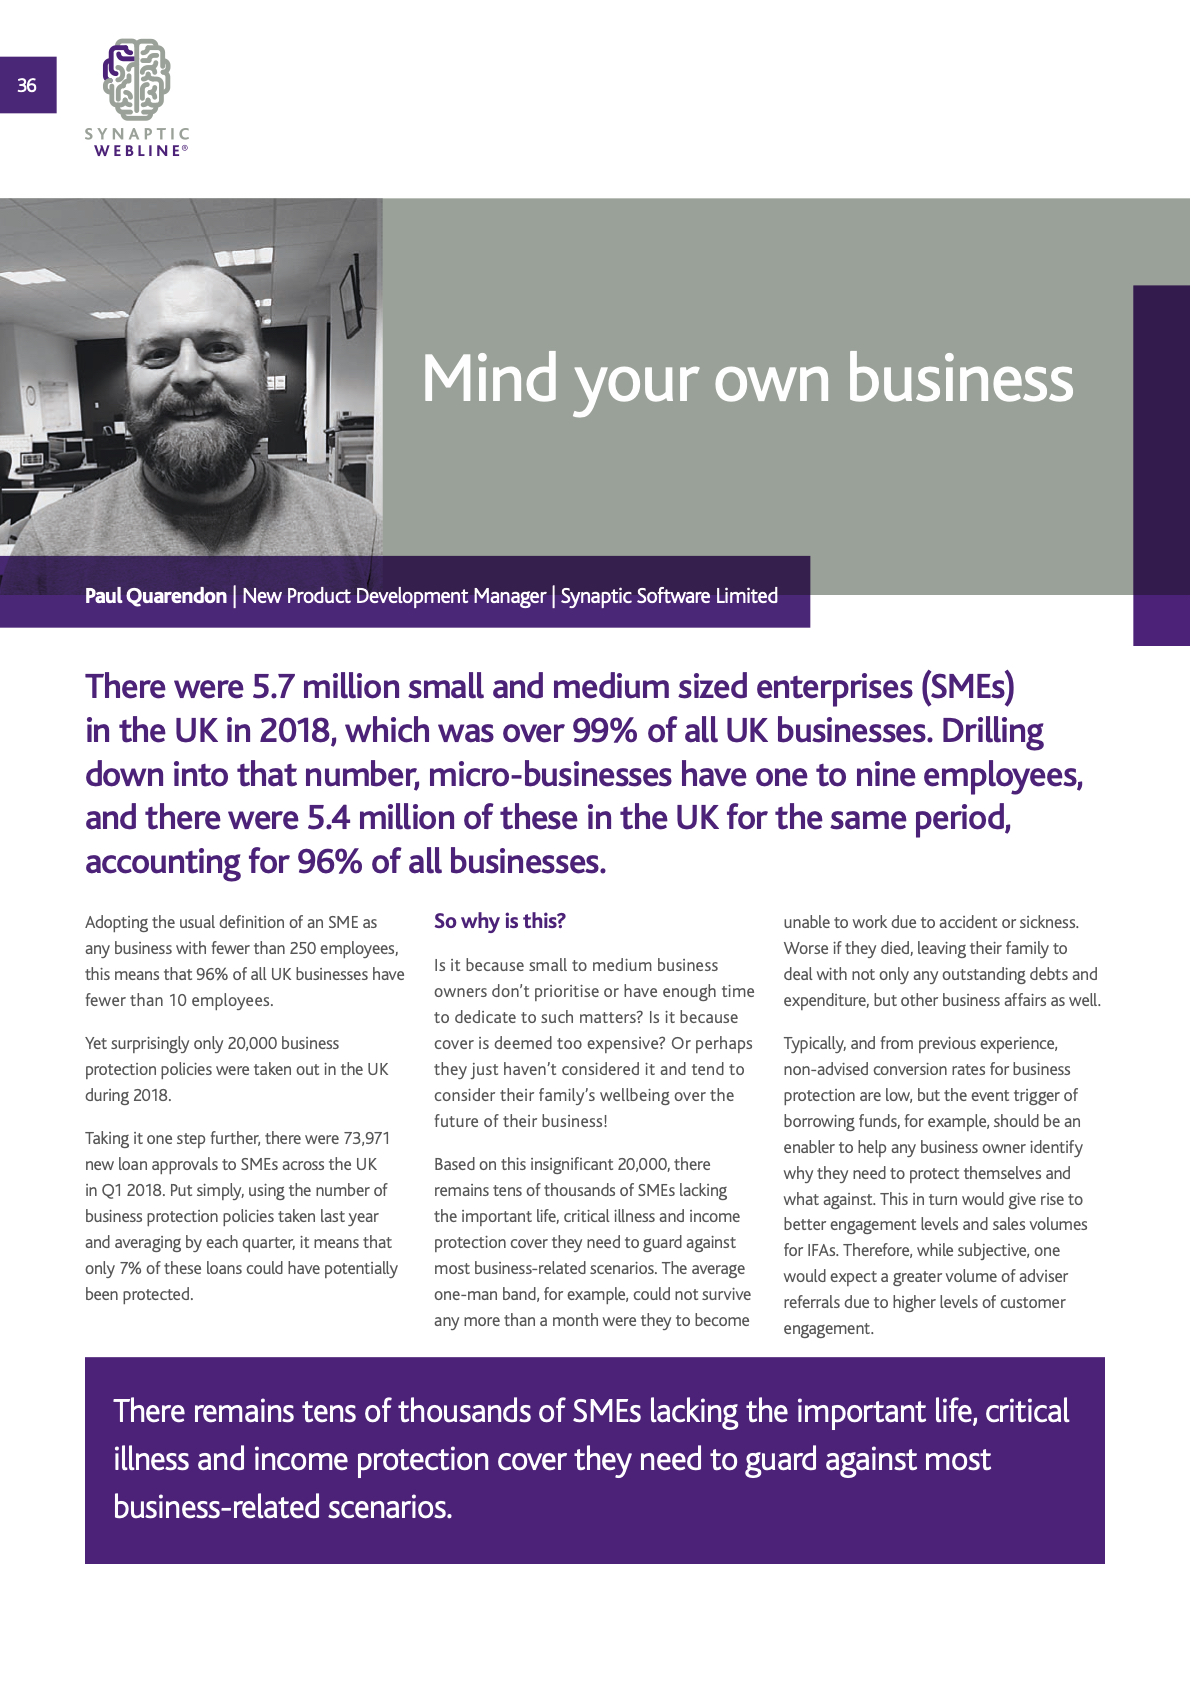 36
SYNAPTIC
WEBLINE®
Mind your own business
Paul Quarendon | New Product Development Manager | Synaptic Software Limited
There were 5.7 million small and medium sized enterprises (SMEs)
in the UK in 2018, which was over 99% of all UK businesses. Drilling
down into that number, micro-businesses have one to nine employees,
and there were 5.4 million of these in the UK for the same period,
accounting for 96% of all businesses.
Adopting the usual definition of an SME as
any business with fewer than 250 employees,
this means that 96% of all UK businesses have
fewer than 10 employees.
Yet surprisingly only 20,000 business
protection policies were taken out in the UK
during 2018.
Taking it one step further, there were 73,971
new loan approvals to SMEs across the UK
in Q1 2018. Put simply, using the number of
business protection policies taken last year
and averaging by each quarter, it means that
only 7% of these loans could have potentially
been protected.
So why is this?
Is it because small to medium business
owners don't prioritise or have enough time
to dedicate to such matters? Is it because
cover is deemed too expensive? Or perhaps
they just haven't considered it and tend to
consider their family's wellbeing over the
future of their business!
Based on this insignificant 20,000, there
remains tens of thousands of SMEs lacking
the important life, critical illness and income
protection cover they need to guard against
most business-related scenarios. The average
one-man band, for example, could not survive
any more than a month were they to become
unable to work due to accident or sickness.
Worse if they died, leaving their family to
deal with not only any outstanding debts and
expenditure, but other business affairs as well.
Typically, and from previous experience,
non-advised conversion rates for business
protection are low, but the event trigger of
borrowing funds, for example, should be an
enabler to help any business owner identify
why they need to protect themselves and
what against. This in turn would give rise to
better engagement levels and sales volumes
for IFAs. Therefore, while subjective, one
would expect a greater volume of adviser
referrals due to higher levels of customer
engagement.
There remains tens of thousands of SMEs lacking the important life, critical
illness and income protection cover they need to guard against most
business-related scenarios.